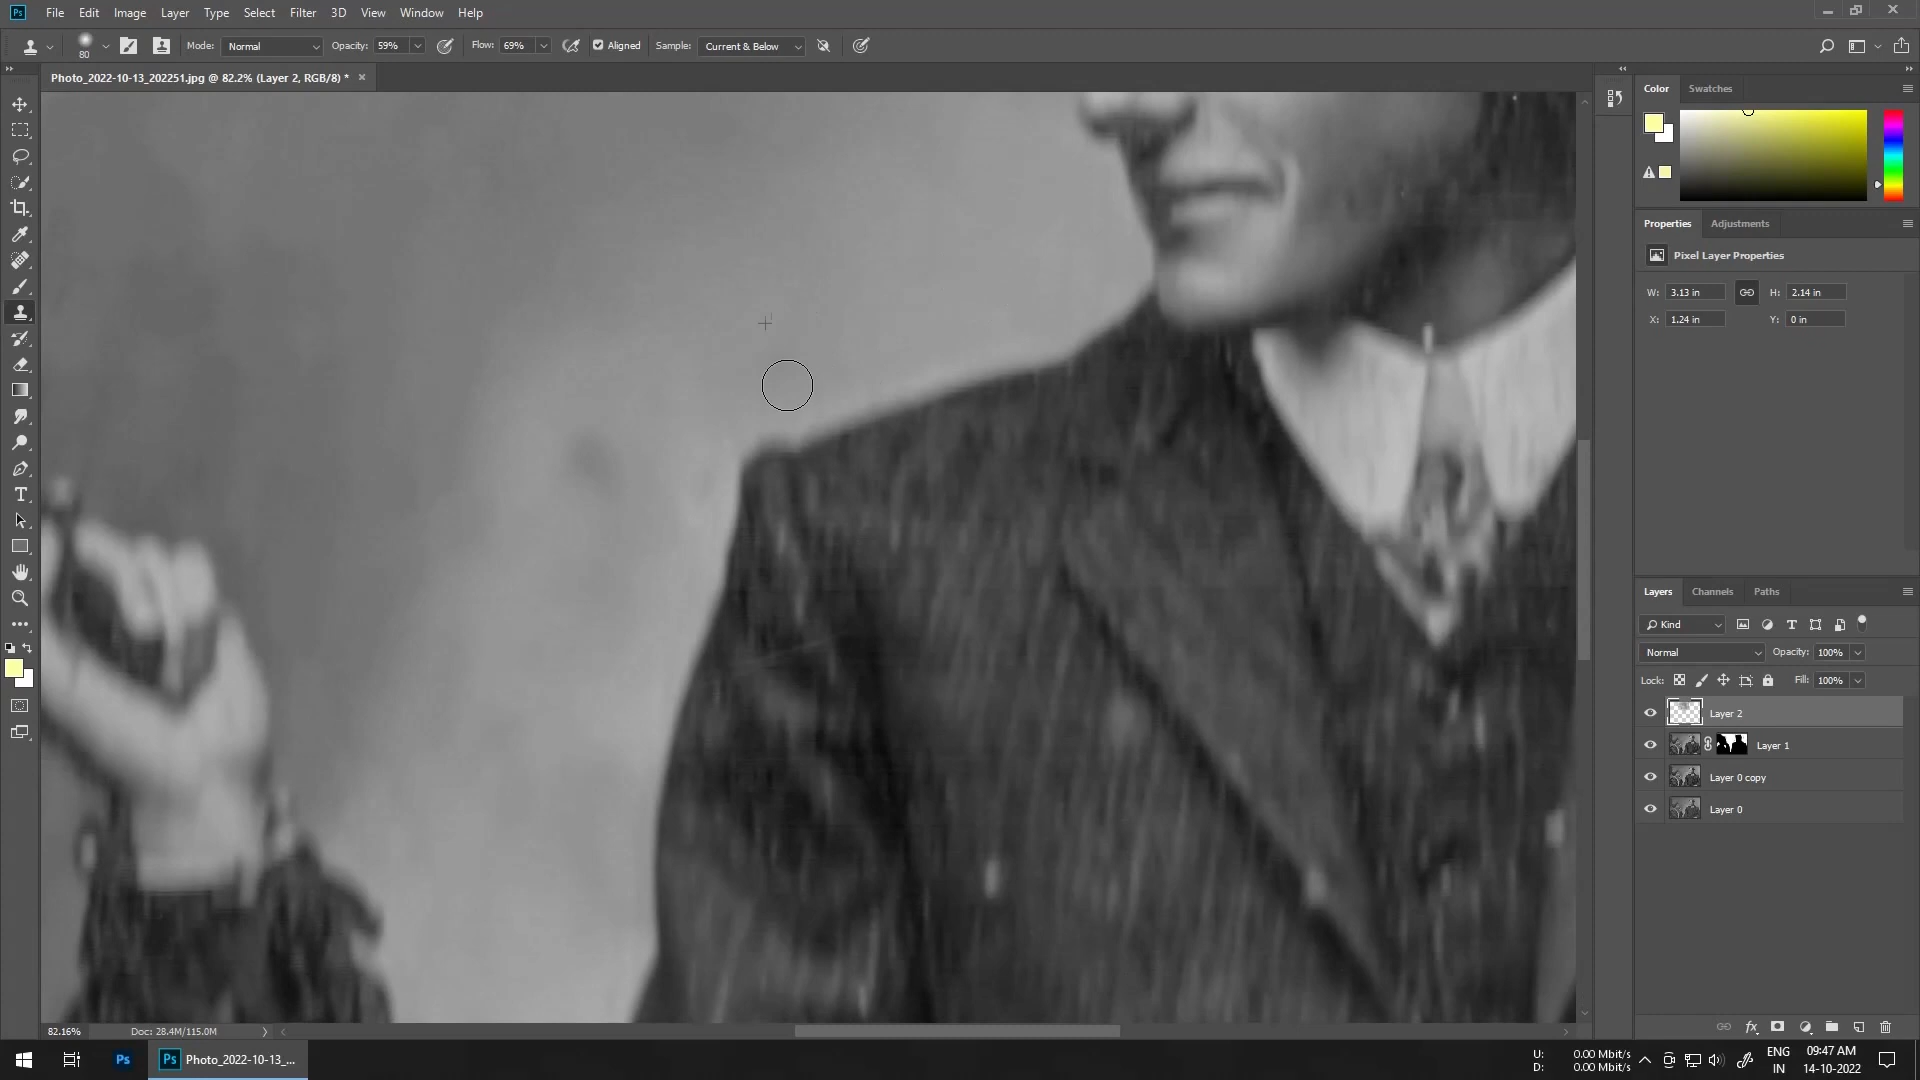 Ps File Edit Image Layer Type Select Filter 3D View Window Help
80 Mode: Normal Opacity: 59% Flow: 69% Aligned Sample: Current & Below
Photo_2022-10-13_202251.jpg @ 82.2% (Layer 2, RGB/8) * ×
Color Swatches
Properties Adjustments
Pixel Layer Properties
W: 3.13 in H: 2.14 in
X: 1.24 in Y: 0 in
Layers Channels Paths
Kind
Normal Opacity: 100%
Lock: Fill: 100%
Layer 2
Layer 1
Layer 0 copy
Layer 0
82.16% Doc: 28.4M/115.0M
Ps Ps Photo_2022-10-13_...
U: 0.00 Mbit/s
D: 0.00 Mbit/s
ENG
IN
09:47 AM
14-10-2022